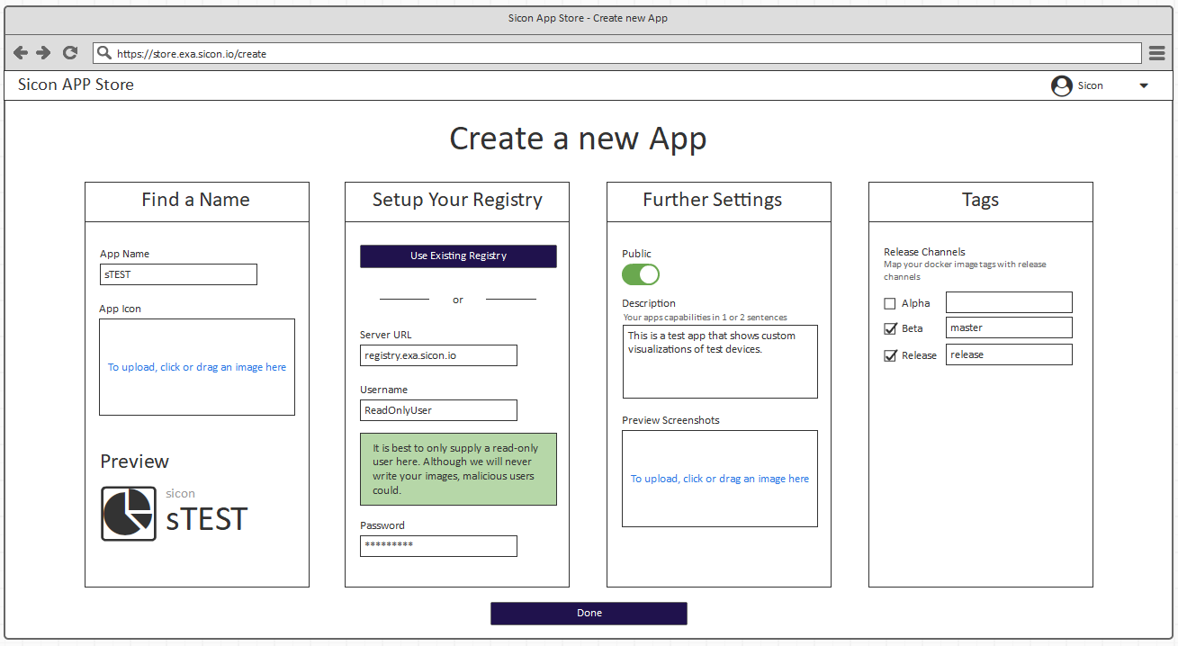 Sicon App Store - Create new App
https://store.exa.sicon.io/create
Sicon APP Store
Sicon
Create a new App
Find a Name
App Name
sTEST
App Icon
To upload, click or drag an image here
Preview
sicon
sTEST
Setup Your Registry
Use Existing Registry
or
Server URL
registry.exa.sicon.io
Username
ReadOnlyUser
It is best to only supply a read-only
user here. Although we will never
write your images, malicious users
could.
Password
*********
Further Settings
Public
Description
Your apps capabilities in 1 or 2 sentences
This is a test app that shows custom
visualizations of test devices.
Preview Screenshots
To upload, click or drag an image here
Tags
Release Channels
Map your docker image tags with release
channels
Alpha
Beta
master
Release
release
Done